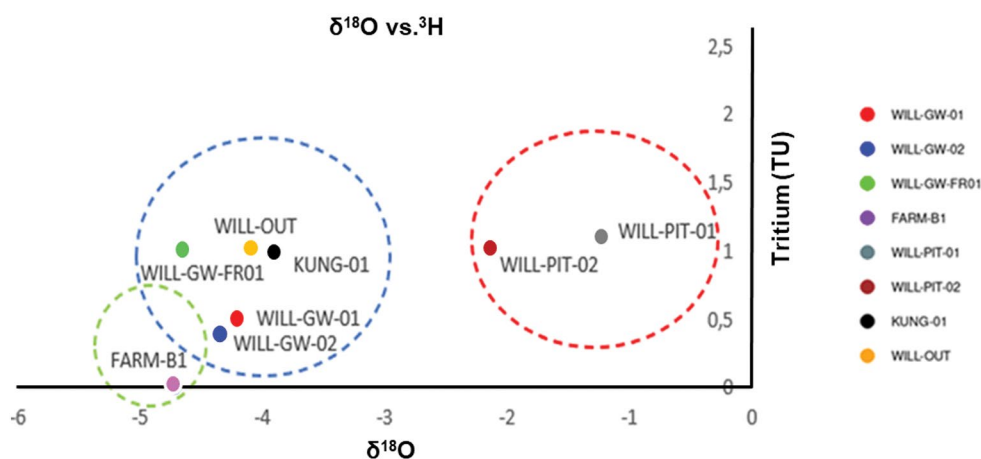 δ¹⁸O vs.³H
2,5
2
1,5
1
0,5
0
Tritium (TU)
WILL-OUT
WILL-GW-FR01
KUNG-01
WILL-GW-01
WILL-GW-02
FARM-B1
WILL-PIT-01
WILL-PIT-02
-6
-5
-4
-3
-2
-1
0
δ¹⁸O
WILL-GW-01
WILL-GW-02
WILL-GW-FR01
FARM-B1
WILL-PIT-01
WILL-PIT-02
KUNG-01
WILL-OUT